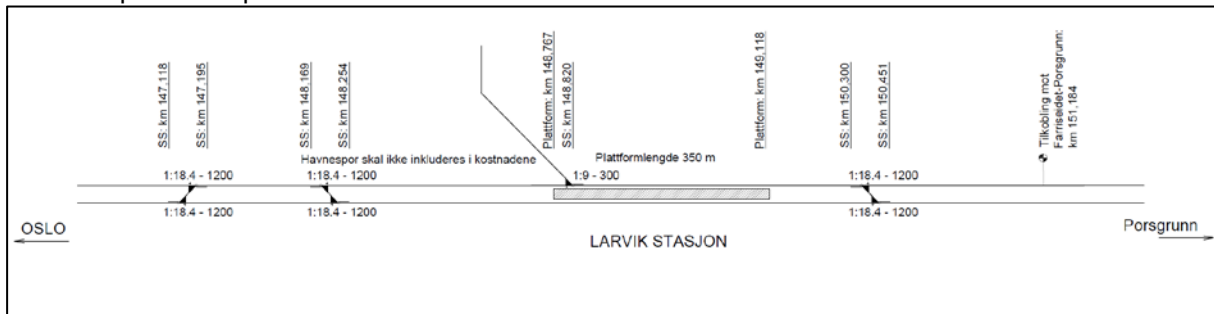 SS: km 147,118
SS: km 147,195
SS: km 148,169
SS: km 148,254
Plattform: km 148,767
SS: km 148,820
Plattform: km 149,118
SS: km 150,300
SS: km 150,451
Tilkobling mot
Farriseidet-Porsgrunn:
km 151,184
Havnespor skal ikke inkluderes i kostnadene
Plattformlengde 350 m
1:18.4 - 1200
1:18.4 - 1200
1:9 - 300
1:18.4 - 1200
1:18.4 - 1200
1:18.4 - 1200
1:18.4 - 1200
OSLO
LARVIK STASJON
Porsgrunn